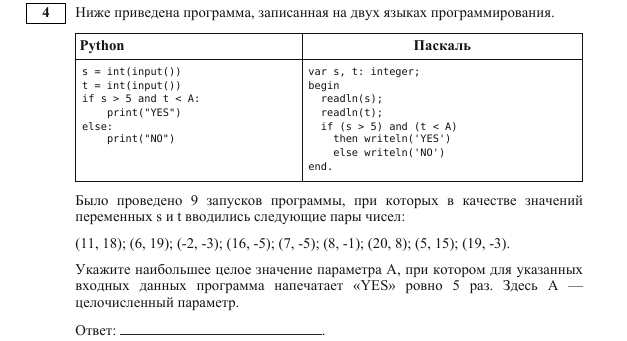 4
Ниже приведена программа, записанная на двух языках программирования.
Python
Паскаль
s = int(input())
t = int(input())
if s > 5 and t < A:
    print("YES")
else:
    print("NO")
var s, t: integer;
begin
  readln(s);
  readln(t);
  if (s > 5) and (t < A)
    then writeln('YES')
    else writeln('NO')
end.
Было проведено 9 запусков программы, при которых в качестве значений
переменных s и t вводились следующие пары чисел:
(11, 18); (6, 19); (-2, -3); (16, -5); (7, -5); (8, -1); (20, 8); (5, 15); (19, -3).
Укажите наибольшее целое значение параметра А, при котором для указанных
входных данных программа напечатает «YES» ровно 5 раз. Здесь А —
целочисленный параметр.
Ответ: ____________________________.